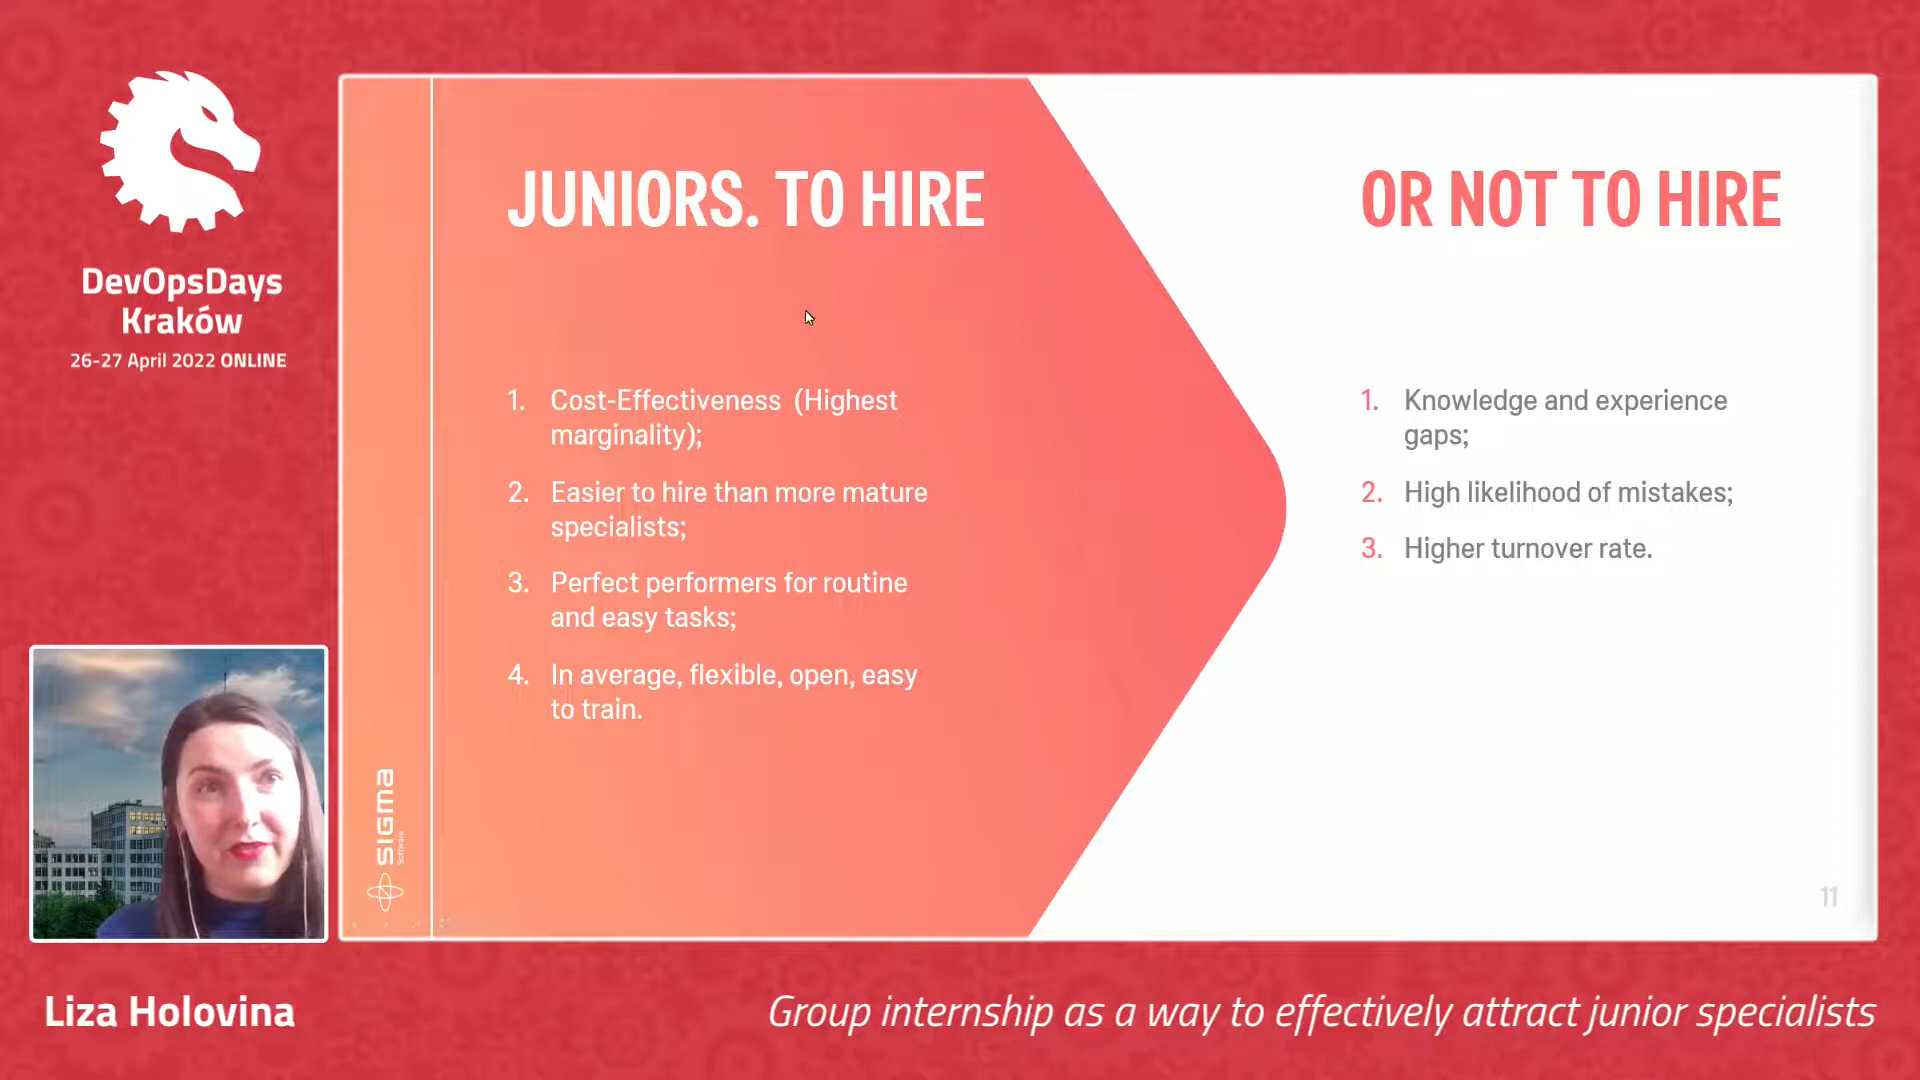 DevOpsDays
Kraków
26-27 April 2022 ONLINE
JUNIORS. TO HIRE
1. Cost-Effectiveness (Highest
marginality);
2. Easier to hire than more mature
specialists;
3. Perfect performers for routine
and easy tasks;
4. In average, flexible, open, easy
to train.
OR NOT TO HIRE
1. Knowledge and experience
gaps;
2. High likelihood of mistakes;
3. Higher turnover rate.
SIGMA
Software
11
Liza Holovina
Group internship as a way to effectively attract junior specialists